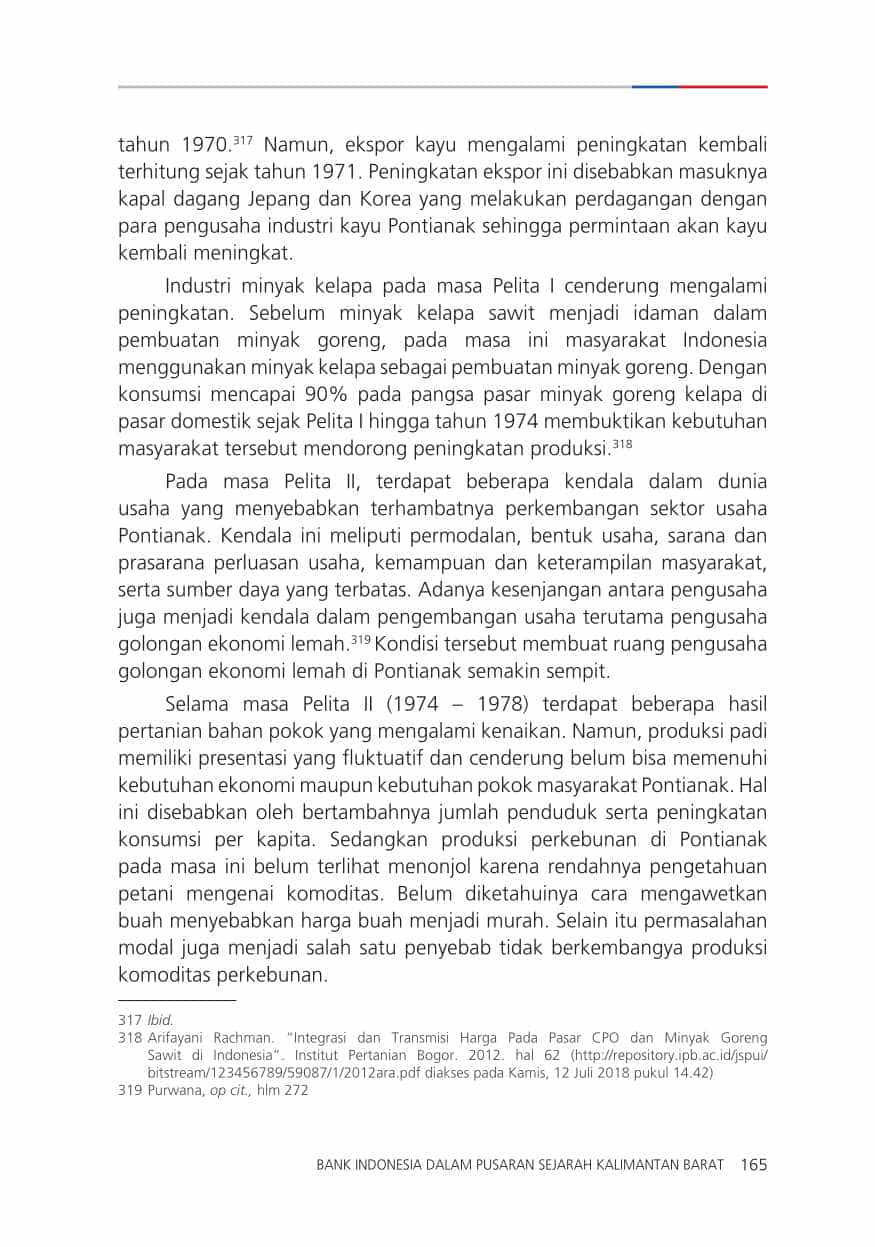 tahun 1970.317 Namun, ekspor kayu mengalami peningkatan kembali
terhitung sejak tahun 1971. Peningkatan ekspor ini disebabkan masuknya
kapal dagang Jepang dan Korea yang melakukan perdagangan dengan
para pengusaha industri kayu Pontianak sehingga permintaan akan kayu
kembali meningkat.
Industri minyak kelapa pada masa Pelita I cenderung mengalami
peningkatan. Sebelum minyak kelapa sawit menjadi idaman dalam
pembuatan minyak goreng, pada masa ini masyarakat Indonesia
menggunakan minyak kelapa sebagai pembuatan minyak goreng. Dengan
konsumsi mencapai 90% pada pangsa pasar minyak goreng kelapa di
pasar domestik sejak Pelita I hingga tahun 1974 membuktikan kebutuhan
masyarakat tersebut mendorong peningkatan produksi.318
Pada masa Pelita II, terdapat beberapa kendala dalam dunia
usaha yang menyebabkan terhambatnya perkembangan sektor usaha
Pontianak. Kendala ini meliputi permodalan, bentuk usaha, sarana dan
prasarana perluasan usaha, kemampuan dan keterampilan masyarakat,
serta sumber daya yang terbatas. Adanya kesenjangan antara pengusaha
juga menjadi kendala dalam pengembangan usaha terutama pengusaha
golongan ekonomi lemah.319 Kondisi tersebut membuat ruang pengusaha
golongan ekonomi lemah di Pontianak semakin sempit.
Selama masa Pelita II (1974 – 1978) terdapat beberapa hasil
pertanian bahan pokok yang mengalami kenaikan. Namun, produksi padi
memiliki presentasi yang fluktuatif dan cenderung belum bisa memenuhi
kebutuhan ekonomi maupun kebutuhan pokok masyarakat Pontianak. Hal
ini disebabkan oleh bertambahnya jumlah penduduk serta peningkatan
konsumsi per kapita. Sedangkan produksi perkebunan di Pontianak
pada masa ini belum terlihat menonjol karena rendahnya pengetahuan
petani mengenai komoditas. Belum diketahuinya cara mengawetkan
buah menyebabkan harga buah menjadi murah. Selain itu permasalahan
modal juga menjadi salah satu penyebab tidak berkembangya produksi
komoditas perkebunan.
317 Ibid.
318 Arifayani Rachman. “Integrasi dan Transmisi Harga Pada Pasar CPO dan Minyak Goreng
Sawit di Indonesia”. Institut Pertanian Bogor. 2012. hal 62 (http://repository.ipb.ac.id/jspui/
bitstream/123456789/59087/1/2012ara.pdf diakses pada Kamis, 12 Juli 2018 pukul 14.42)
319 Purwana, op cit., hlm 272
BANK INDONESIA DALAM PUSARAN SEJARAH KALIMANTAN BARAT 165